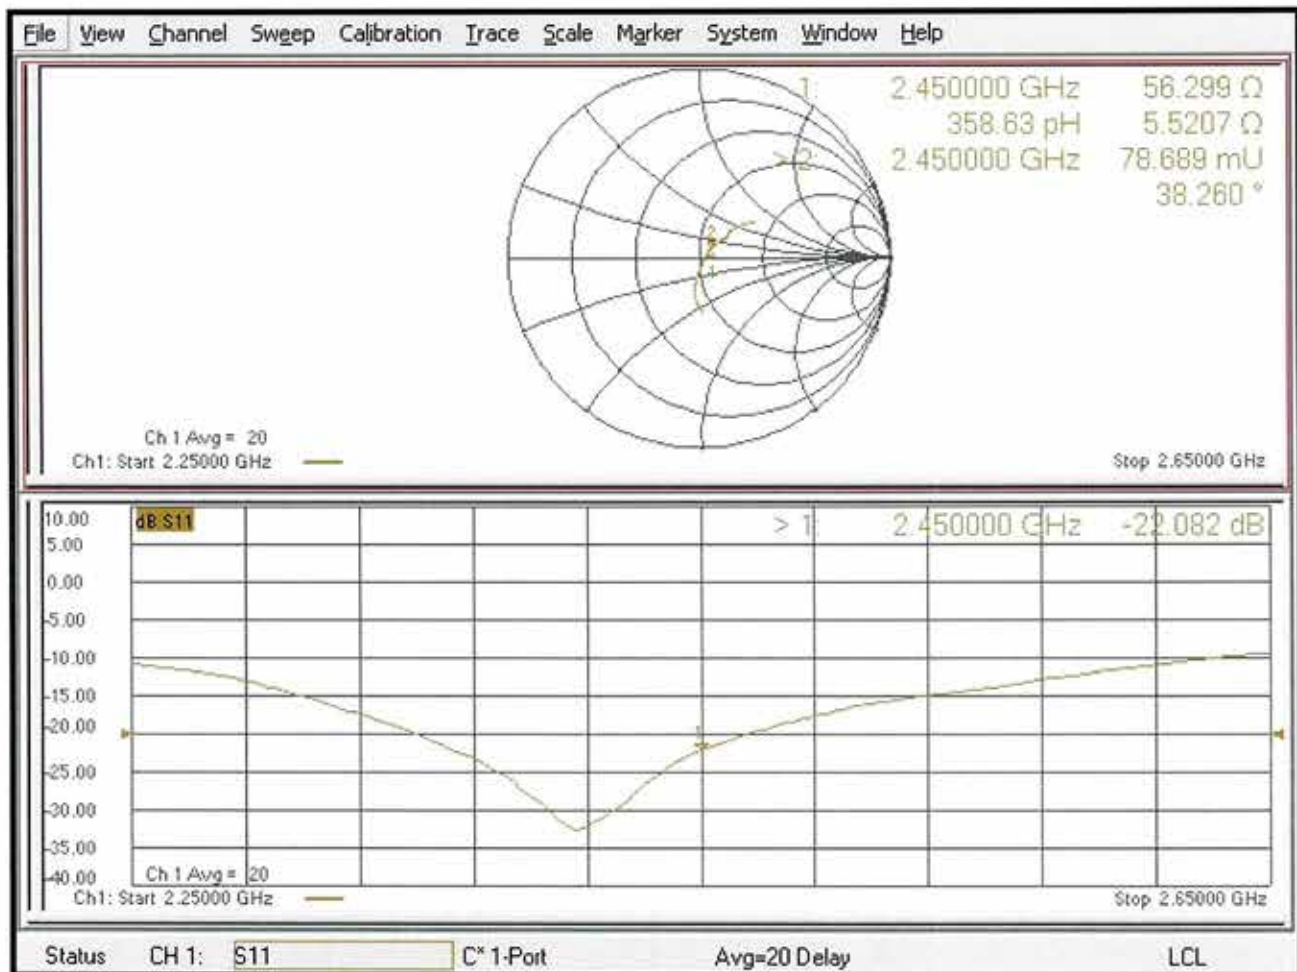 File View Channel Sweep Calibration Trace Scale Marker System Window Help
1: 2.450000 GHz 56.299 Ω
358.63 pH 5.5207 Ω
> 2: 2.450000 GHz 78.689 mU
38.260 °
2
1
Ch 1 Avg = 20
Ch1: Start 2.25000 GHz
Stop 2.65000 GHz
10.00
dB S11
> 1: 2.450000 GHz -22.082 dB
5.00
0.00
-5.00
-10.00
-15.00
-20.00
1
-25.00
-30.00
-35.00
-40.00
Ch 1 Avg = 20
Ch1: Start 2.25000 GHz
Stop 2.65000 GHz
Status CH 1: S11 C* 1-Port Avg=20 Delay LCL